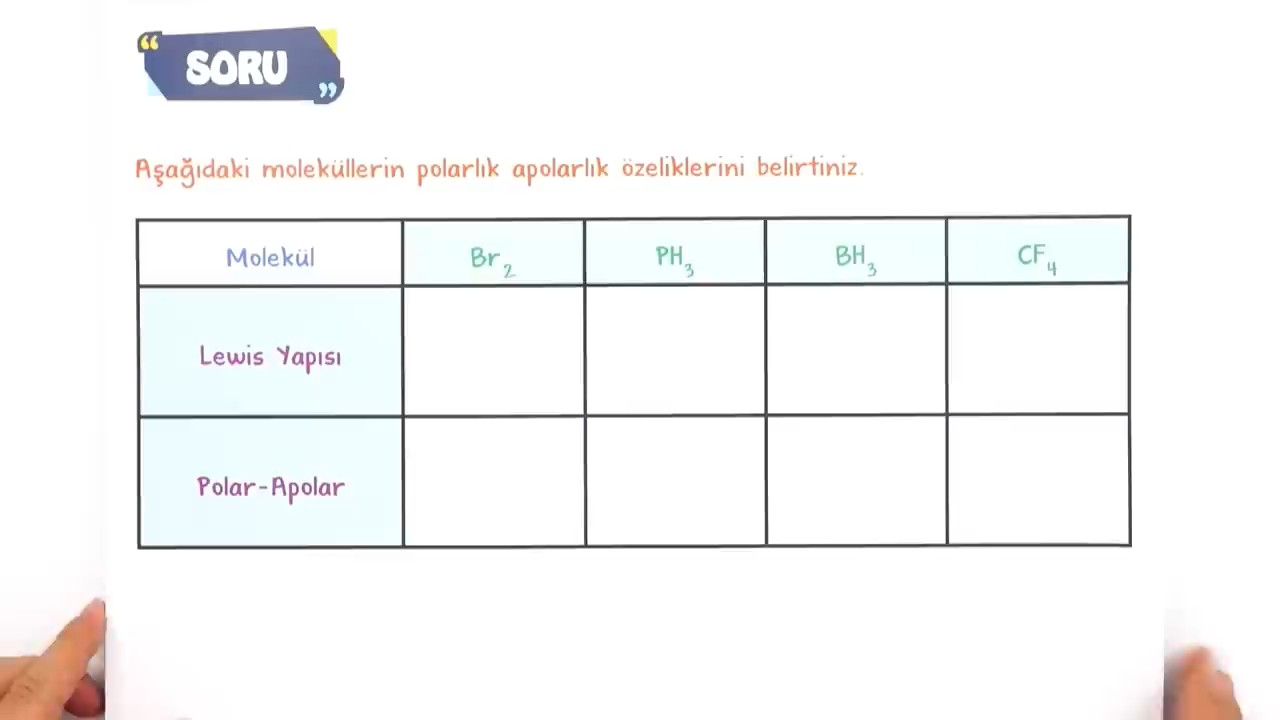 “ SORU ”
Aşağıdaki moleküllerin polarlık apolarlık özeliklerini belirtiniz.
Molekül Br₂ PH₃ BH₃ CF₄
Lewis Yapısı
Polar-Apolar